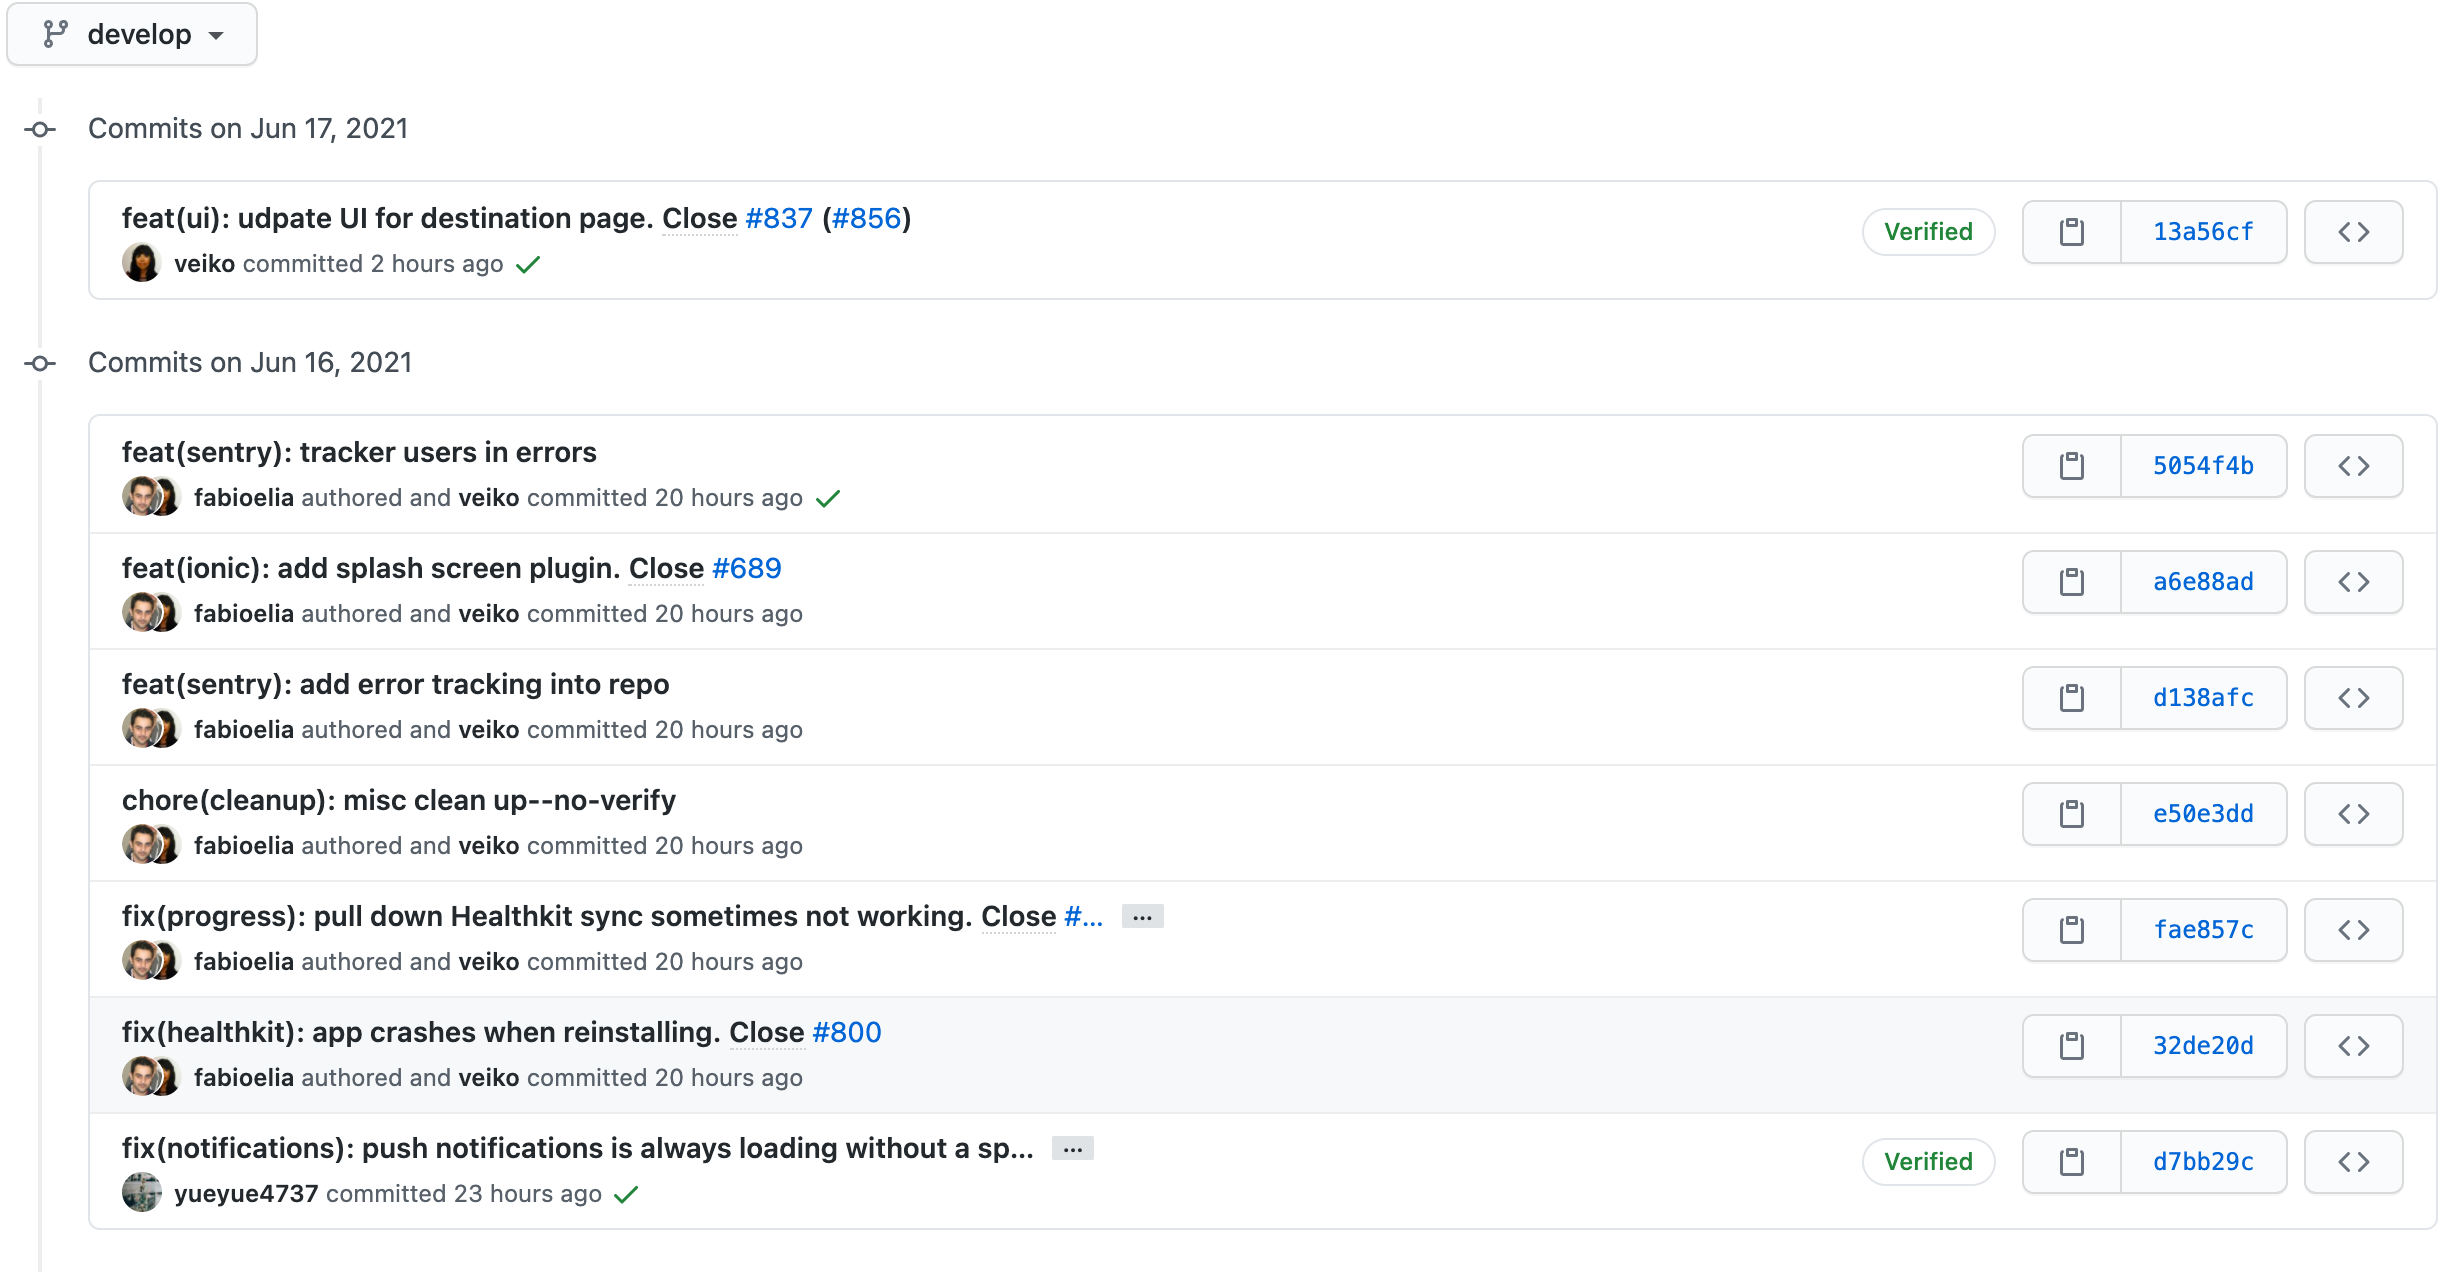 develop
Commits on Jun 17, 2021
feat(ui): udpate UI for destination page. Close #837 (#856)
veiko committed 2 hours ago
Verified
13a56cf
Commits on Jun 16, 2021
feat(sentry): tracker users in errors
fabioelia authored and veiko committed 20 hours ago
5054f4b
feat(ionic): add splash screen plugin. Close #689
fabioelia authored and veiko committed 20 hours ago
a6e88ad
feat(sentry): add error tracking into repo
fabioelia authored and veiko committed 20 hours ago
d138afc
chore(cleanup): misc clean up--no-verify
fabioelia authored and veiko committed 20 hours ago
e50e3dd
fix(progress): pull down Healthkit sync sometimes not working. Close #... ...
fabioelia authored and veiko committed 20 hours ago
fae857c
fix(healthkit): app crashes when reinstalling. Close #800
fabioelia authored and veiko committed 20 hours ago
32de20d
fix(notifications): push notifications is always loading without a sp... ...
yueyue4737 committed 23 hours ago
Verified
d7bb29c